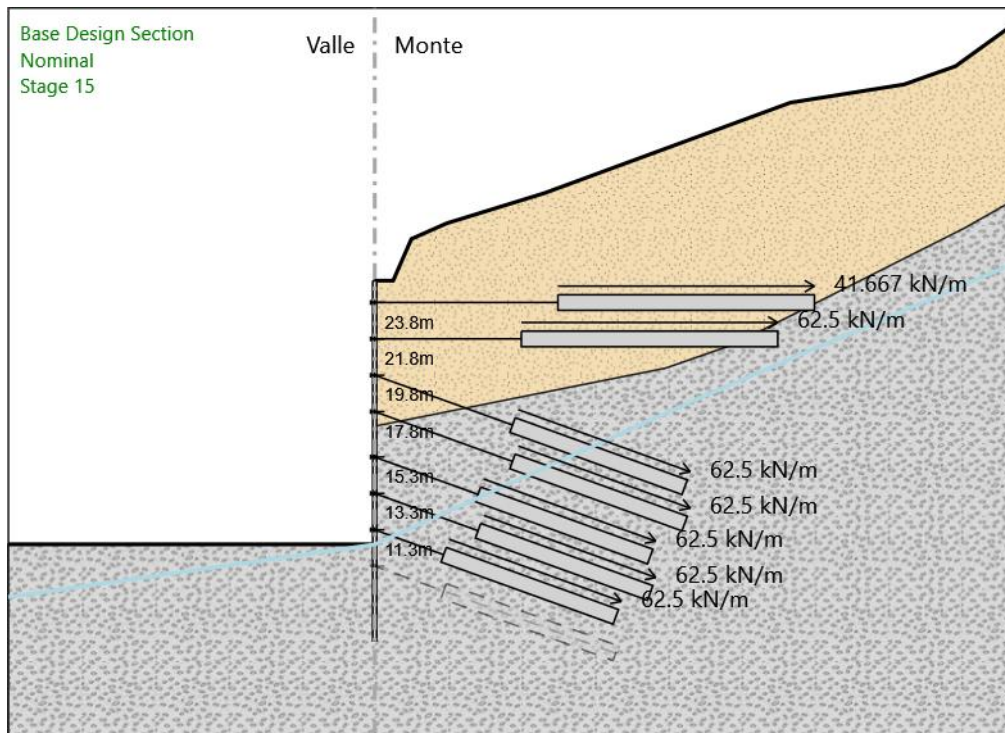 Base Design Section
Nominal
Stage 15
Valle
Monte
41.667 kN/m
23.8m
62.5 kN/m
21.8m
19.8m
17.8m
62.5 kN/m
15.3m
62.5 kN/m
13.3m
62.5 kN/m
11.3m
62.5 kN/m
62.5 kN/m